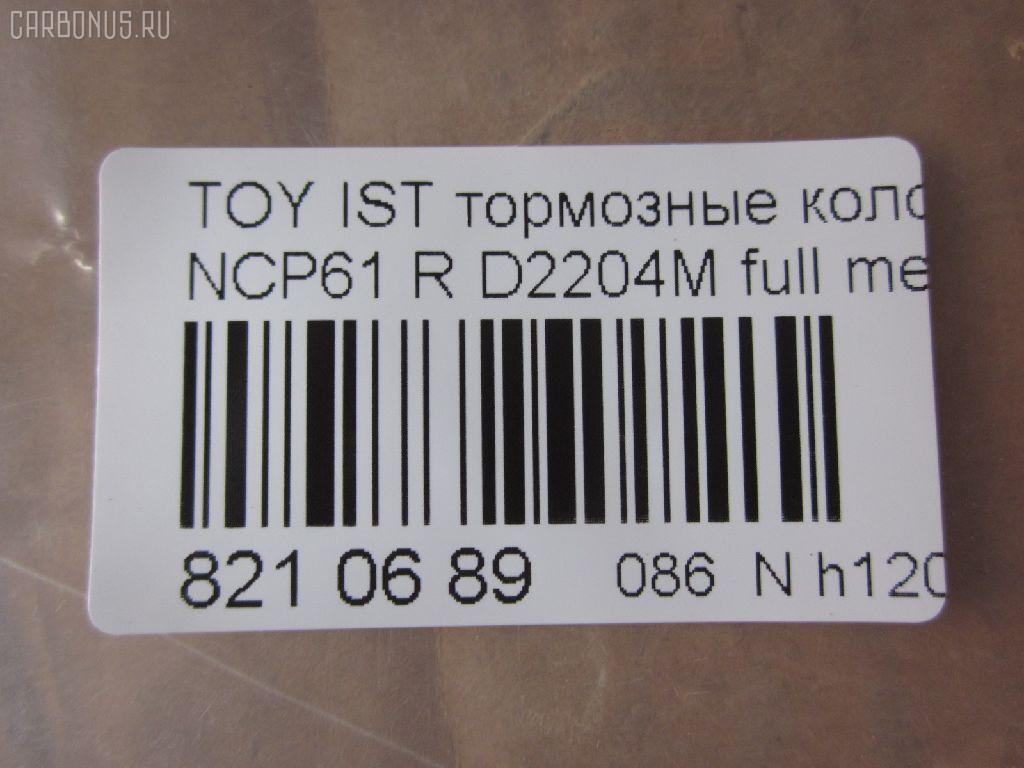 CARBONUS.RU
TOY IST тормозные коло
NCP61 R D2204M full me
821 06 89 086 N h120